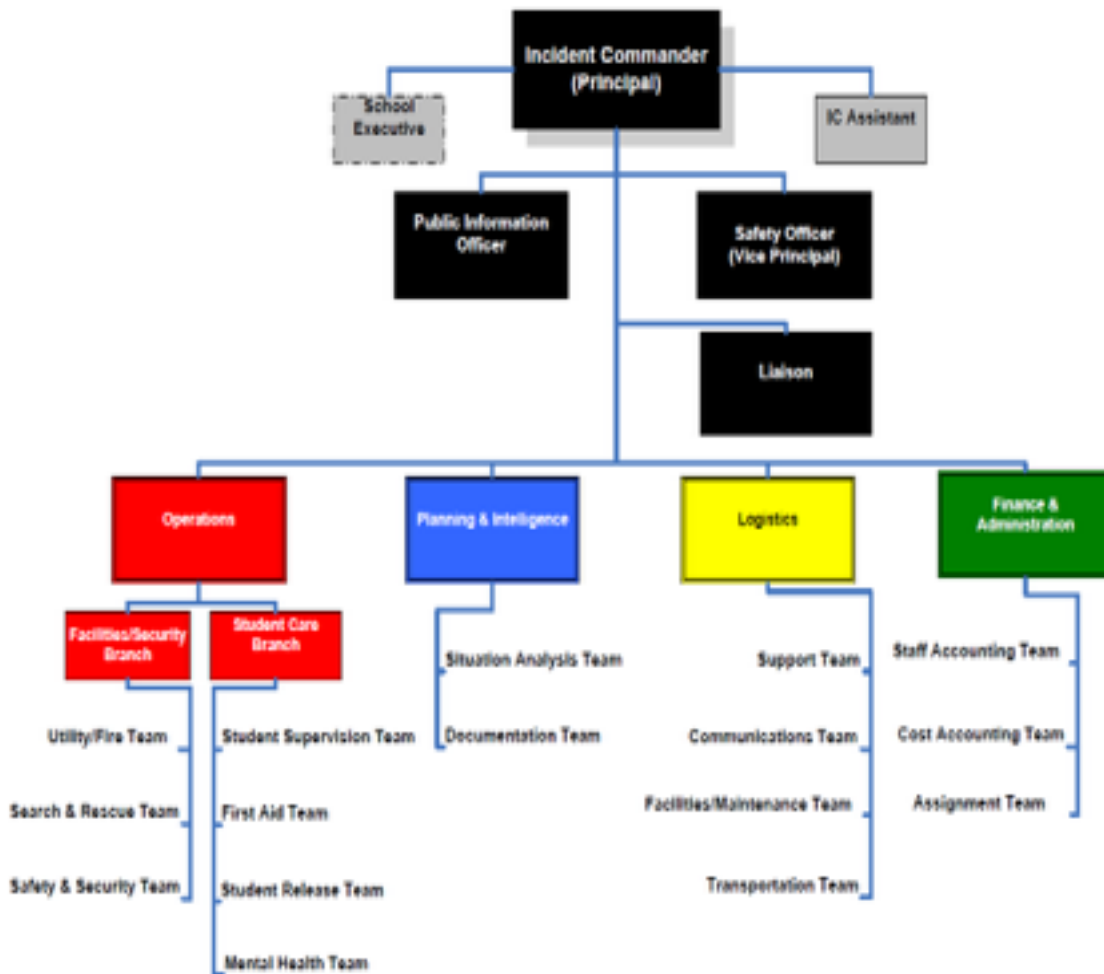 Incident Commander
(Principal)
School
Executive
IC Assistant
Public Information
Officer
Safety Officer
(Vice Principal)
Liaison
Operations
Planning & Intelligence
Logistics
Finance &
Administration
Facilities/Security
Branch
Student Care
Branch
Utility/Fire Team
Search & Rescue Team
Safety & Security Team
Student Supervision Team
First Aid Team
Student Release Team
Mental Health Team
Situation Analysis Team
Documentation Team
Support Team
Communications Team
Facilities/Maintenance Team
Transportation Team
Staff Accounting Team
Cost Accounting Team
Assignment Team